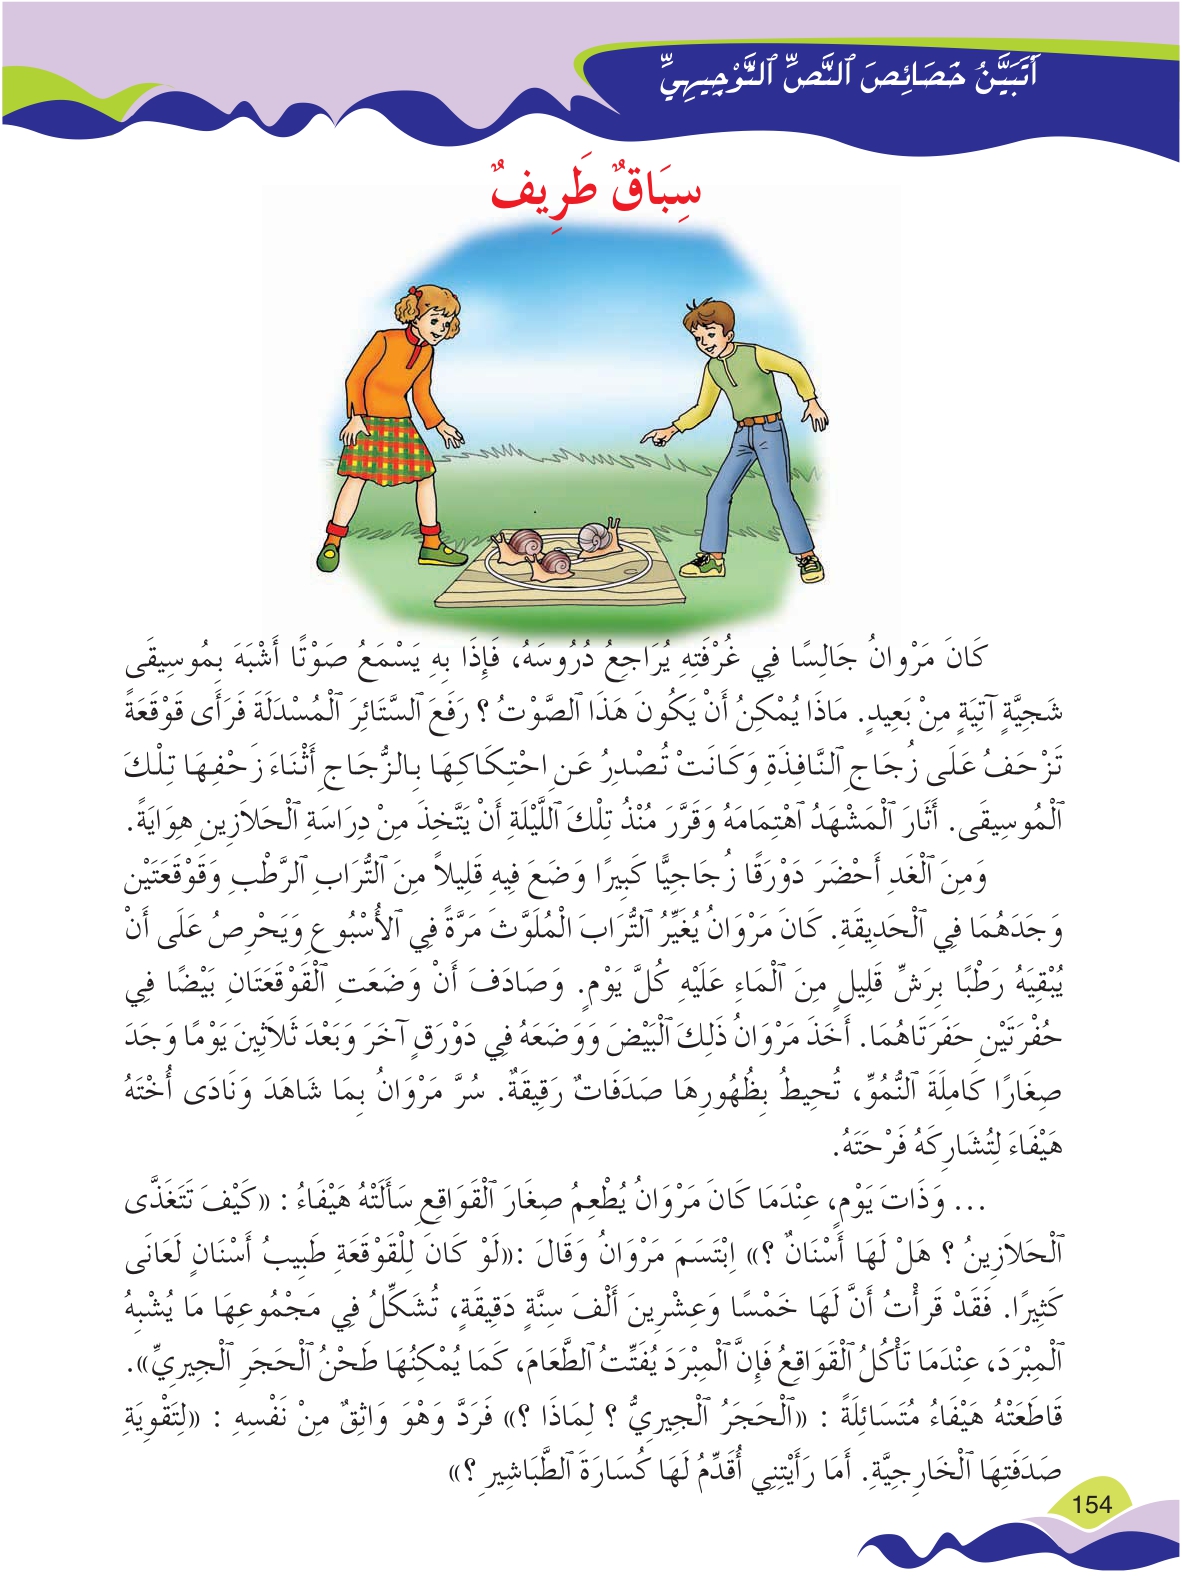 أَتَبَيَّنُ خَصَائِصَ ٱلنَّصِّ ٱلتَّوْجِيهِيِّ
سِبَاقٌ طَرِيفٌ
كَانَ مَرْوَانُ جَالِسًا فِي غُرْفَتِهِ يُرَاجِعُ دُرُوسَهُ، فَإِذَا بِهِ يَسْمَعُ صَوْتًا أَشْبَهَ بِمُوسِيقَى
شَجِيَّةٍ آتِيَةٍ مِنْ بَعِيدٍ. مَاذَا يُمْكِنُ أَنْ يَكُونَ هَذَا ٱلصَّوْتُ ؟ رَفَعَ ٱلسَّتَائِرَ ٱلْمُسْدَلَةَ فَرَأَى قَوْقَعَةً
تَزْحَفُ عَلَى زُجَاجِ ٱلنَّافِذَةِ وَكَانَتْ تُصْدِرُ عَنِ احْتِكَاكِهَا بِٱلزُّجَاجِ أَثْنَاءَ زَحْفِهَا تِلْكَ
ٱلْمُوسِيقَى. أَثَارَ ٱلْمَشْهَدُ ٱهْتِمَامَهُ وَقَرَّرَ مُنْذُ تِلْكَ ٱللَّيْلَةِ أَنْ يَتَّخِذَ مِنْ دِرَاسَةِ ٱلْحَلَازِينِ هِوَايَةً.
وَمِنَ ٱلْغَدِ أَحْضَرَ دَوْرَقًا زُجَاجِيًّا كَبِيرًا وَضَعَ فِيهِ قَلِيلاً مِنَ ٱلتُّرَابِ ٱلرَّطْبِ وَقَوْقَعَتَيْنِ
وَجَدَهُمَا فِي ٱلْحَدِيقَةِ. كَانَ مَرْوَانُ يُغَيِّرُ ٱلتُّرَابَ ٱلْمُلَوَّثَ مَرَّةً فِي ٱلأُسْبُوعِ وَيَحْرِصُ عَلَى أَنْ
يُبْقِيَهُ رَطْبًا بِرَشِّ قَلِيلٍ مِنَ ٱلْمَاءِ عَلَيْهِ كُلَّ يَوْمٍ. وَصَادَفَ أَنْ وَضَعَتِ ٱلْقَوْقَعَتَانِ بَيْضًا فِي
حُفْرَتَيْنِ حَفَرَتَاهُمَا. أَخَذَ مَرْوَانُ ذَلِكَ ٱلْبَيْضَ وَوَضَعَهُ فِي دَوْرَقٍ آخَرَ وَبَعْدَ ثَلاَثِينَ يَوْمًا وَجَدَ
صِغَارًا كَامِلَةَ ٱلنُّمُوِّ، تُحِيطُ بِظُهُورِهَا صَدَفَاتٌ رَقِيقَةٌ. سُرَّ مَرْوَانُ بِمَا شَاهَدَ وَنَادَى أُخْتَهُ
هَيْفَاءَ لِتُشَارِكَهُ فَرْحَتَهُ.
... وَذَاتَ يَوْمٍ، عِنْدَمَا كَانَ مَرْوَانُ يُطْعِمُ صِغَارَ ٱلْقَوَاقِعِ سَأَلَتْهُ هَيْفَاءُ : «كَيْفَ تَتَغَذَّى
ٱلْحَلاَزِينُ ؟ هَلْ لَهَا أَسْنَانٌ ؟» اِبْتَسَمَ مَرْوَانُ وَقَالَ :«لَوْ كَانَ لِلْقَوْقَعَةِ طَبِيبُ أَسْنَانٍ لَعَانَى
كَثِيرًا. فَقَدْ قَرَأْتُ أَنَّ لَهَا خَمْسًا وَعِشْرِينَ أَلْفَ سِنَّةٍ دَقِيقَةٍ، تُشَكِّلُ فِي مَجْمُوعِهَا مَا يُشْبِهُ
ٱلْمِبْرَدَ، عِنْدَمَا تَأْكُلُ ٱلْقَوَاقِعُ فَإِنَّ ٱلْمِبْرَدَ يُفَتِّتُ ٱلطَّعَامَ، كَمَا يُمْكِنُهَا طَحْنُ ٱلْحَجَرِ ٱلْجِيرِيِّ».
قَاطَعَتْهُ هَيْفَاءُ مُتَسَائِلَةً : «ٱلْحَجَرُ ٱلْجِيرِيُّ ؟ لِمَاذَا ؟» فَرَدَّ وَهْوَ وَاثِقٌ مِنْ نَفْسِهِ : «لِتَقْوِيَةِ
صَدَفَتِهَا ٱلْخَارِجِيَّةِ. أَمَا رَأَيْتِنِي أُقَدِّمُ لَهَا كُسَارَةَ ٱلطَّبَاشِيرِ ؟»
154